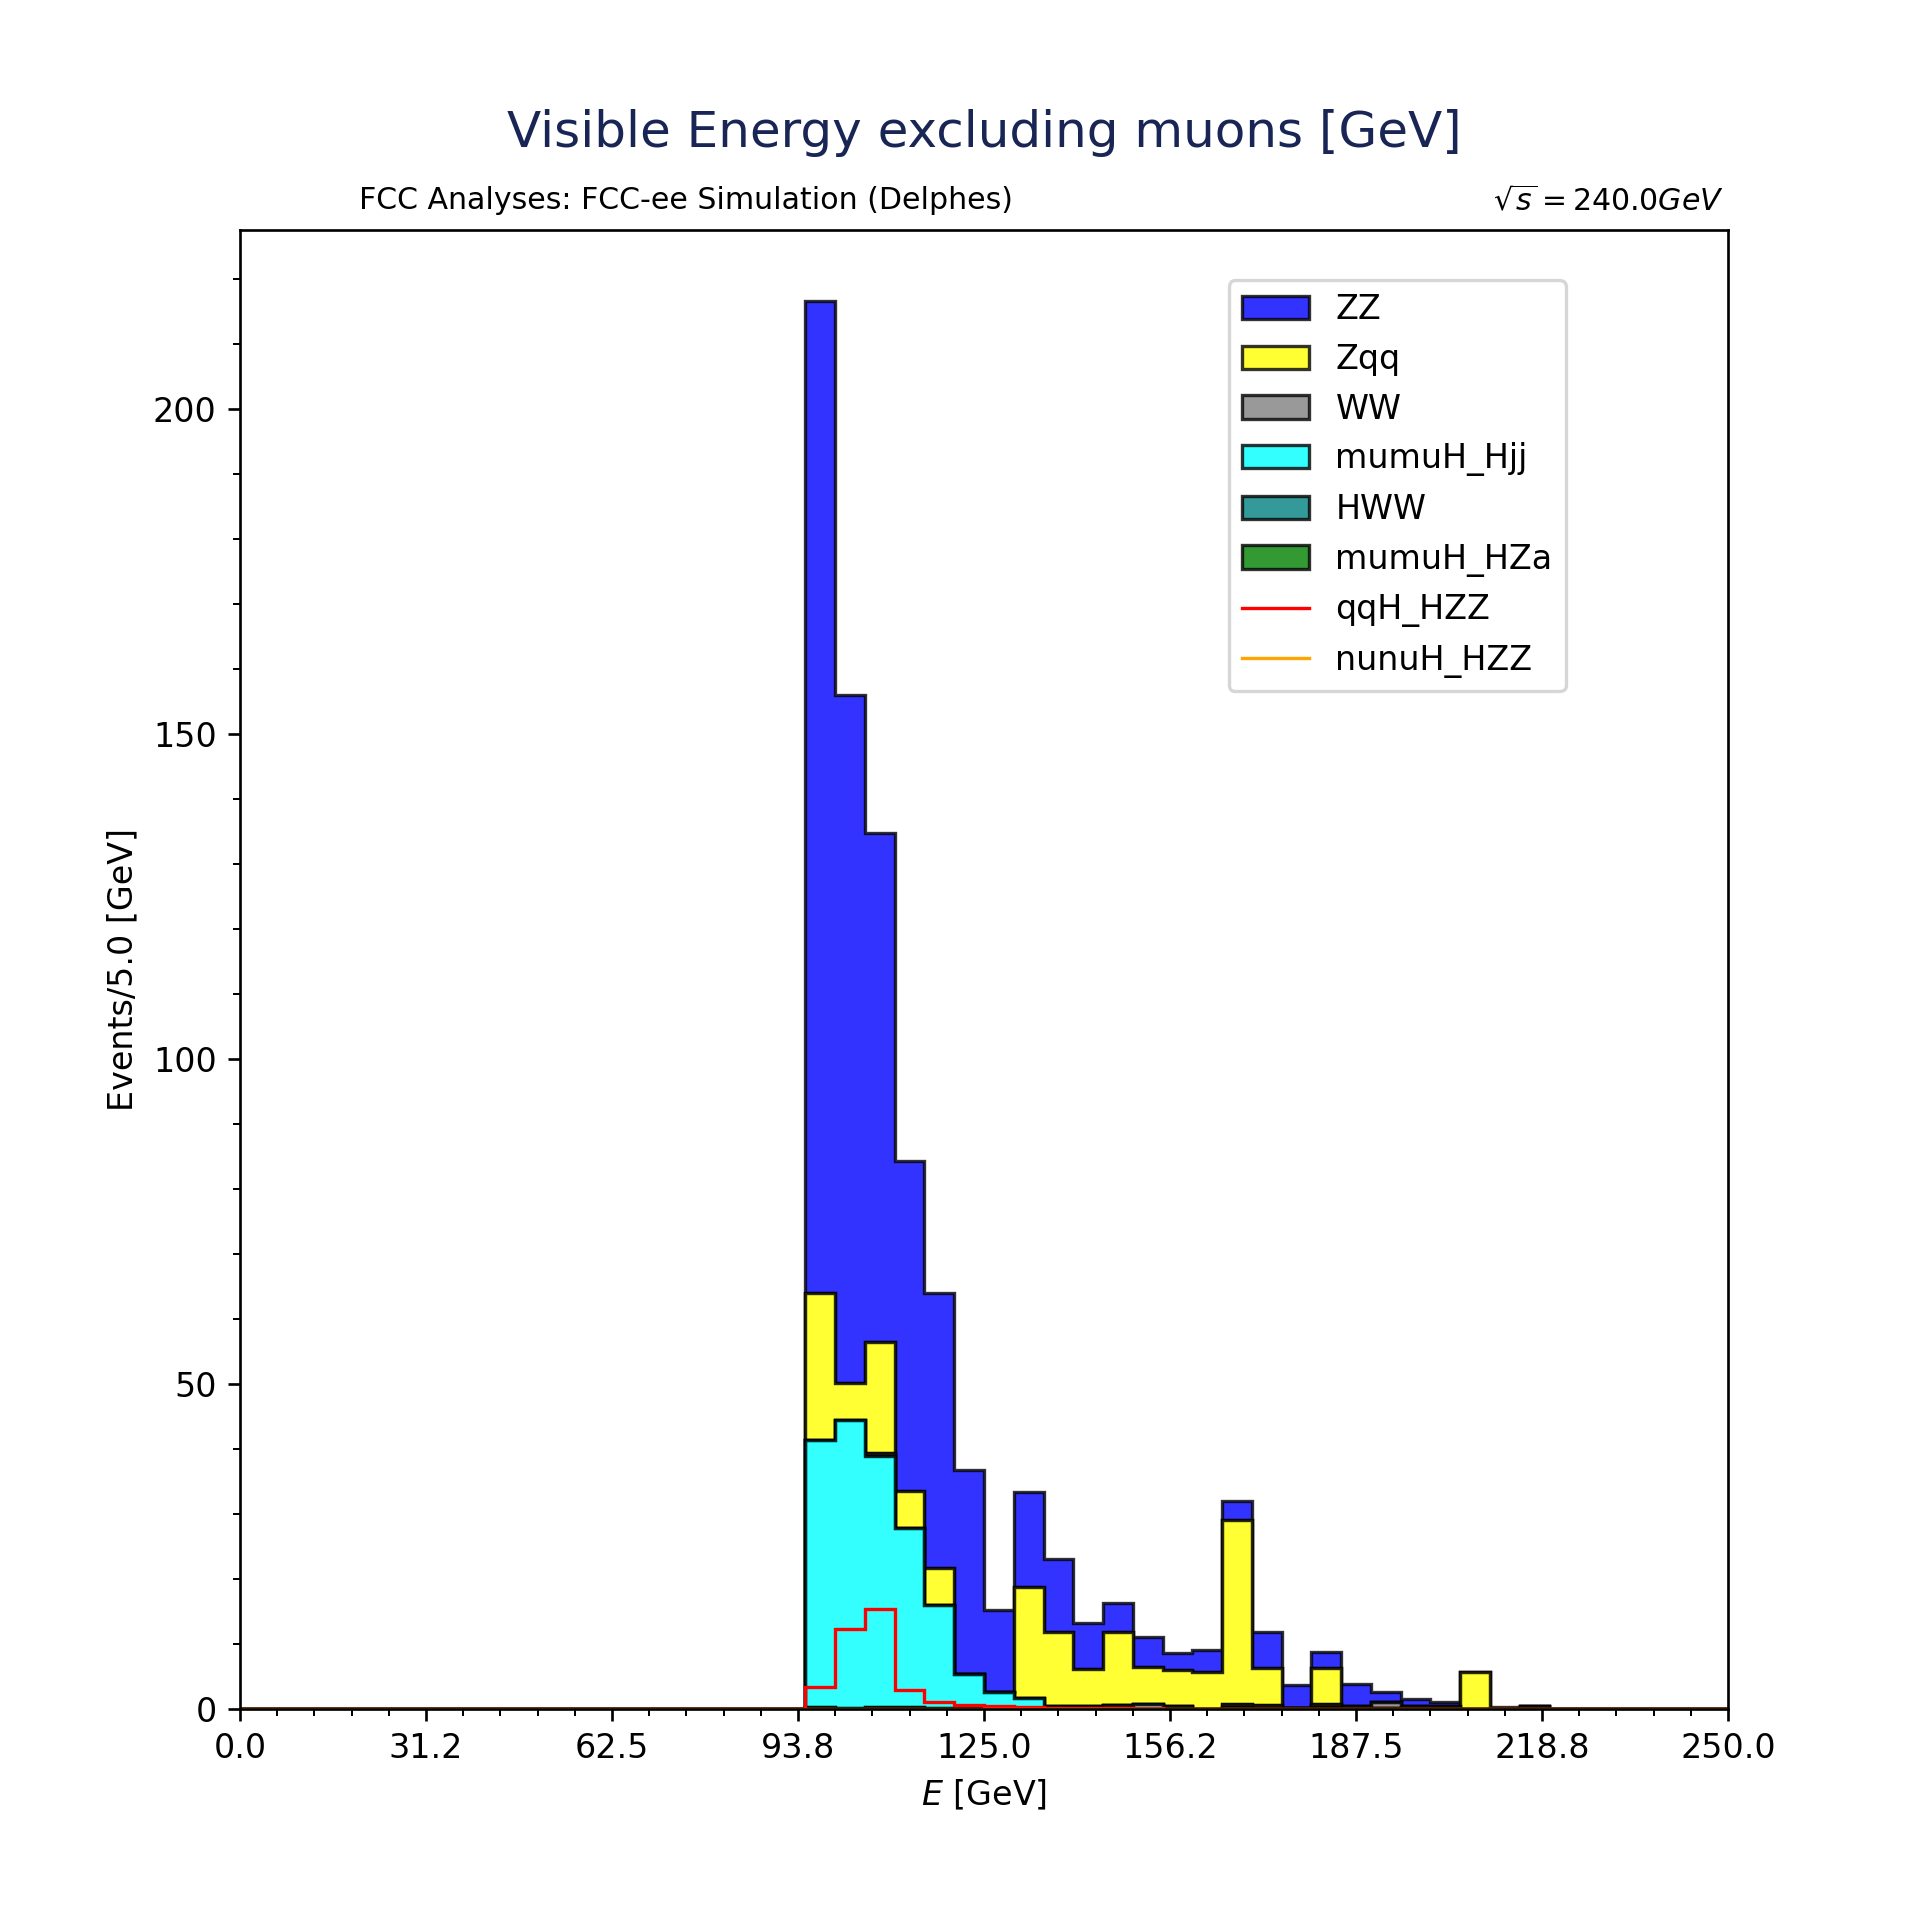 Visible Energy excluding muons [GeV]
FCC Analyses: FCC-ee Simulation (Delphes)
√s = 240.0GeV
ZZ
Zqq
WW
mumuH_Hjj
HWW
mumuH_HZa
qqH_HZZ
nunuH_HZZ
200
150
100
50
0
Events/5.0 [GeV]
0.0 31.2 62.5 93.8 125.0 156.2 187.5 218.8 250.0
E [GeV]